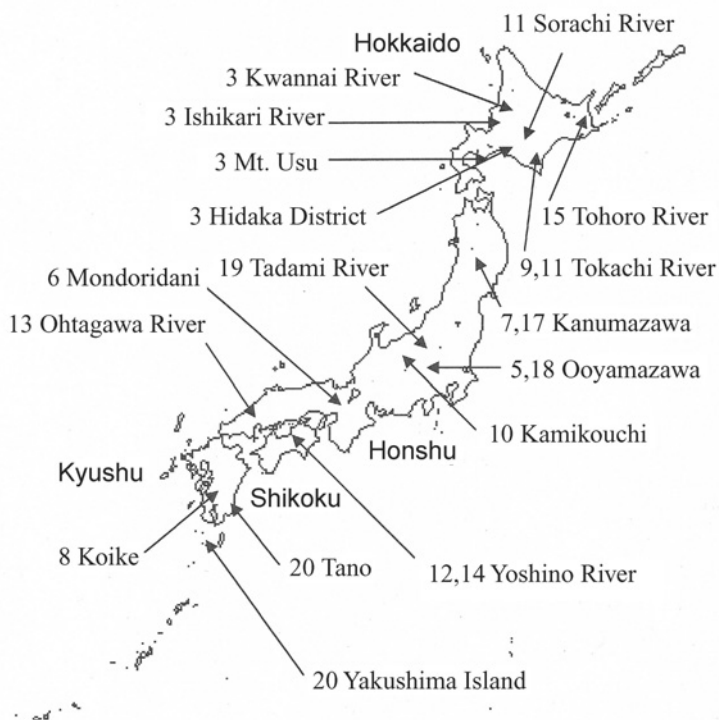 11 Sorachi River
Hokkaido
3 Kwannai River
3 Ishikari River
3 Mt. Usu
3 Hidaka District
15 Tohoro River
9,11 Tokachi River
19 Tadami River
6 Mondoridani
13 Ohtagawa River
7,17 Kanumazawa
5,18 Ooyamazawa
10 Kamikouchi
Honshu
Kyushu
Shikoku
8 Koike
20 Tano
12,14 Yoshino River
20 Yakushima Island